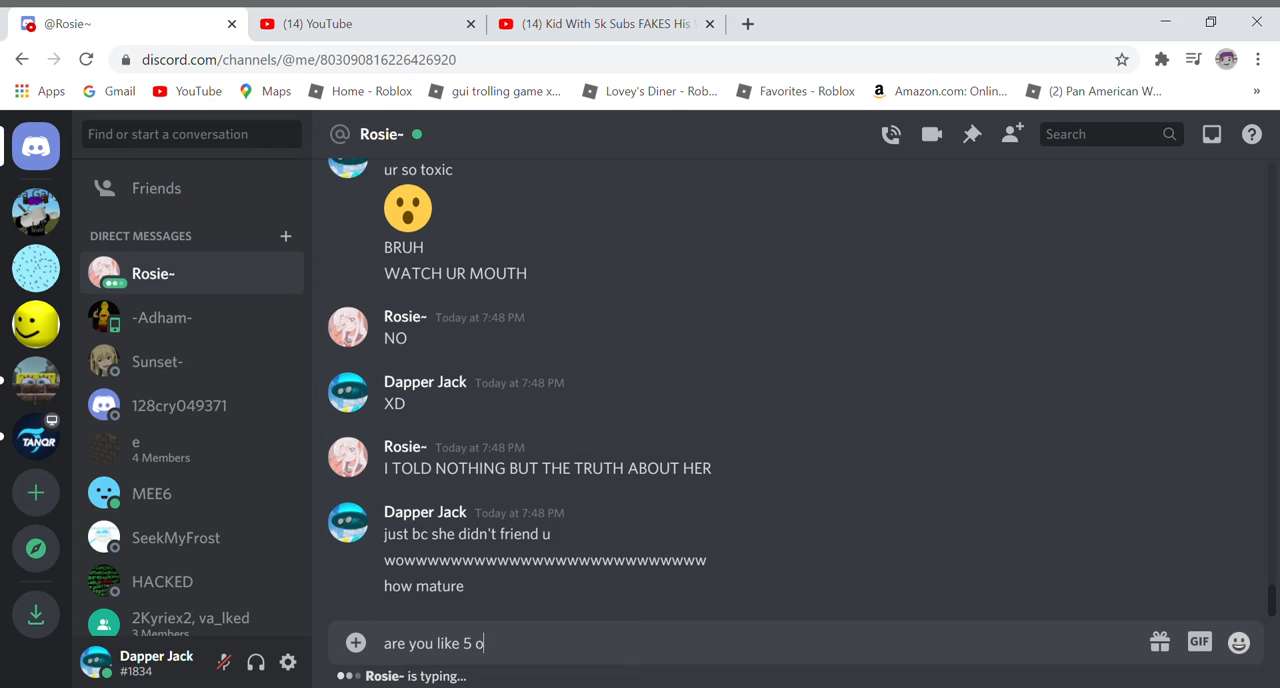 @Rosie~
(14) YouTube
(14) Kid With 5k Subs FAKES His
discord.com/channels/@me/803090816226426920
Apps
Gmail
YouTube
Maps
Home - Roblox
gui trolling game x...
Lovey's Diner - Rob...
Favorites - Roblox
Amazon.com: Onlin...
(2) Pan American W...
»
Find or start a conversation
@ Rosie~
Search
Friends
DIRECT MESSAGES
Rosie~
-Adham-
Sunset-
128cry049371
e
4 Members
MEE6
SeekMyFrost
HACKED
2Kyriex2, va_lked
3 Members
TANQR
Dapper Jack
#1834
ur so toxic
BRUH
WATCH UR MOUTH
Rosie~ Today at 7:48 PM
NO
Dapper Jack Today at 7:48 PM
XD
Rosie~ Today at 7:48 PM
I TOLD NOTHING BUT THE TRUTH ABOUT HER
Dapper Jack Today at 7:48 PM
just bc she didn't friend u
wowwwwwwwwwwwwwwwwwwwwwwwwwww
how mature
are you like 5 o
GIF
Rosie~ is typing...